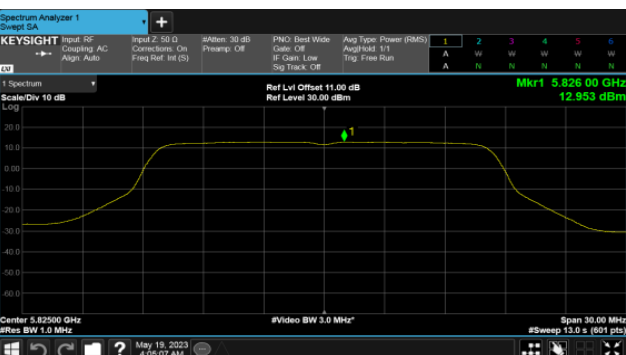 Spectrum Analyzer 1
Swept SA
KEYSIGHT Input: RF Input Z: 50 Ω #Atten: 30 dB PNO: Best Wide Avg Type: Power (RMS) 1 2 3 4 5 6
Coupling: AC Corrections: On Preamp: Off Gate: Off Avg|Hold: 1/1 A W W W W W
Align: Auto Freq Ref: Int (S) IF Gain: Low Trig: Free Run
LXI Sig Track: Off A N N N N N
1 Spectrum
Ref Lvl Offset 11.00 dB Mkr1 5.826 00 GHz
Scale/Div 10 dB Ref Level 30.00 dBm 12.953 dBm
Log
1
20.0
10.0
0.00
-10.0
-20.0
-30.0
-40.0
-50.0
-60.0
Center 5.82500 GHz #Video BW 3.0 MHz* Span 30.00 MHz
#Res BW 1.0 MHz #Sweep 13.0 s (601 pts)
May 19, 2023
4:05:07 AM